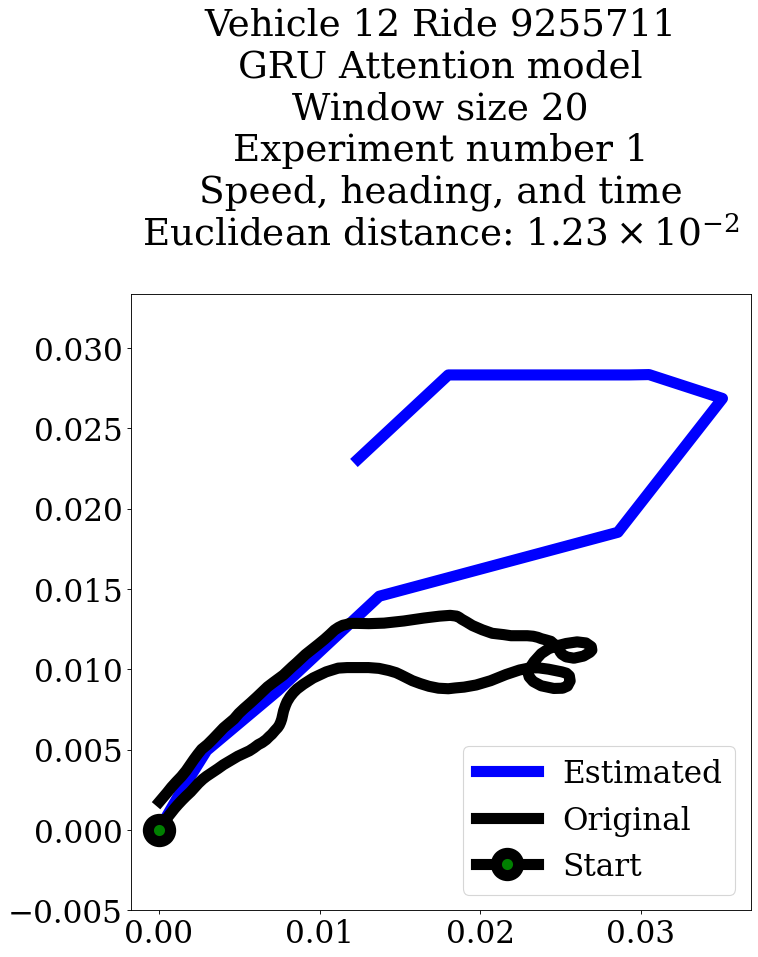 Vehicle 12 Ride 9255711
GRU Attention model
Window size 20
Experiment number 1
Speed, heading, and time
Euclidean distance: 1.23 × 10⁻²
0.030
0.025
0.020
0.015
0.010
0.005
0.000
−0.005
0.00 0.01 0.02 0.03
Estimated
Original
Start